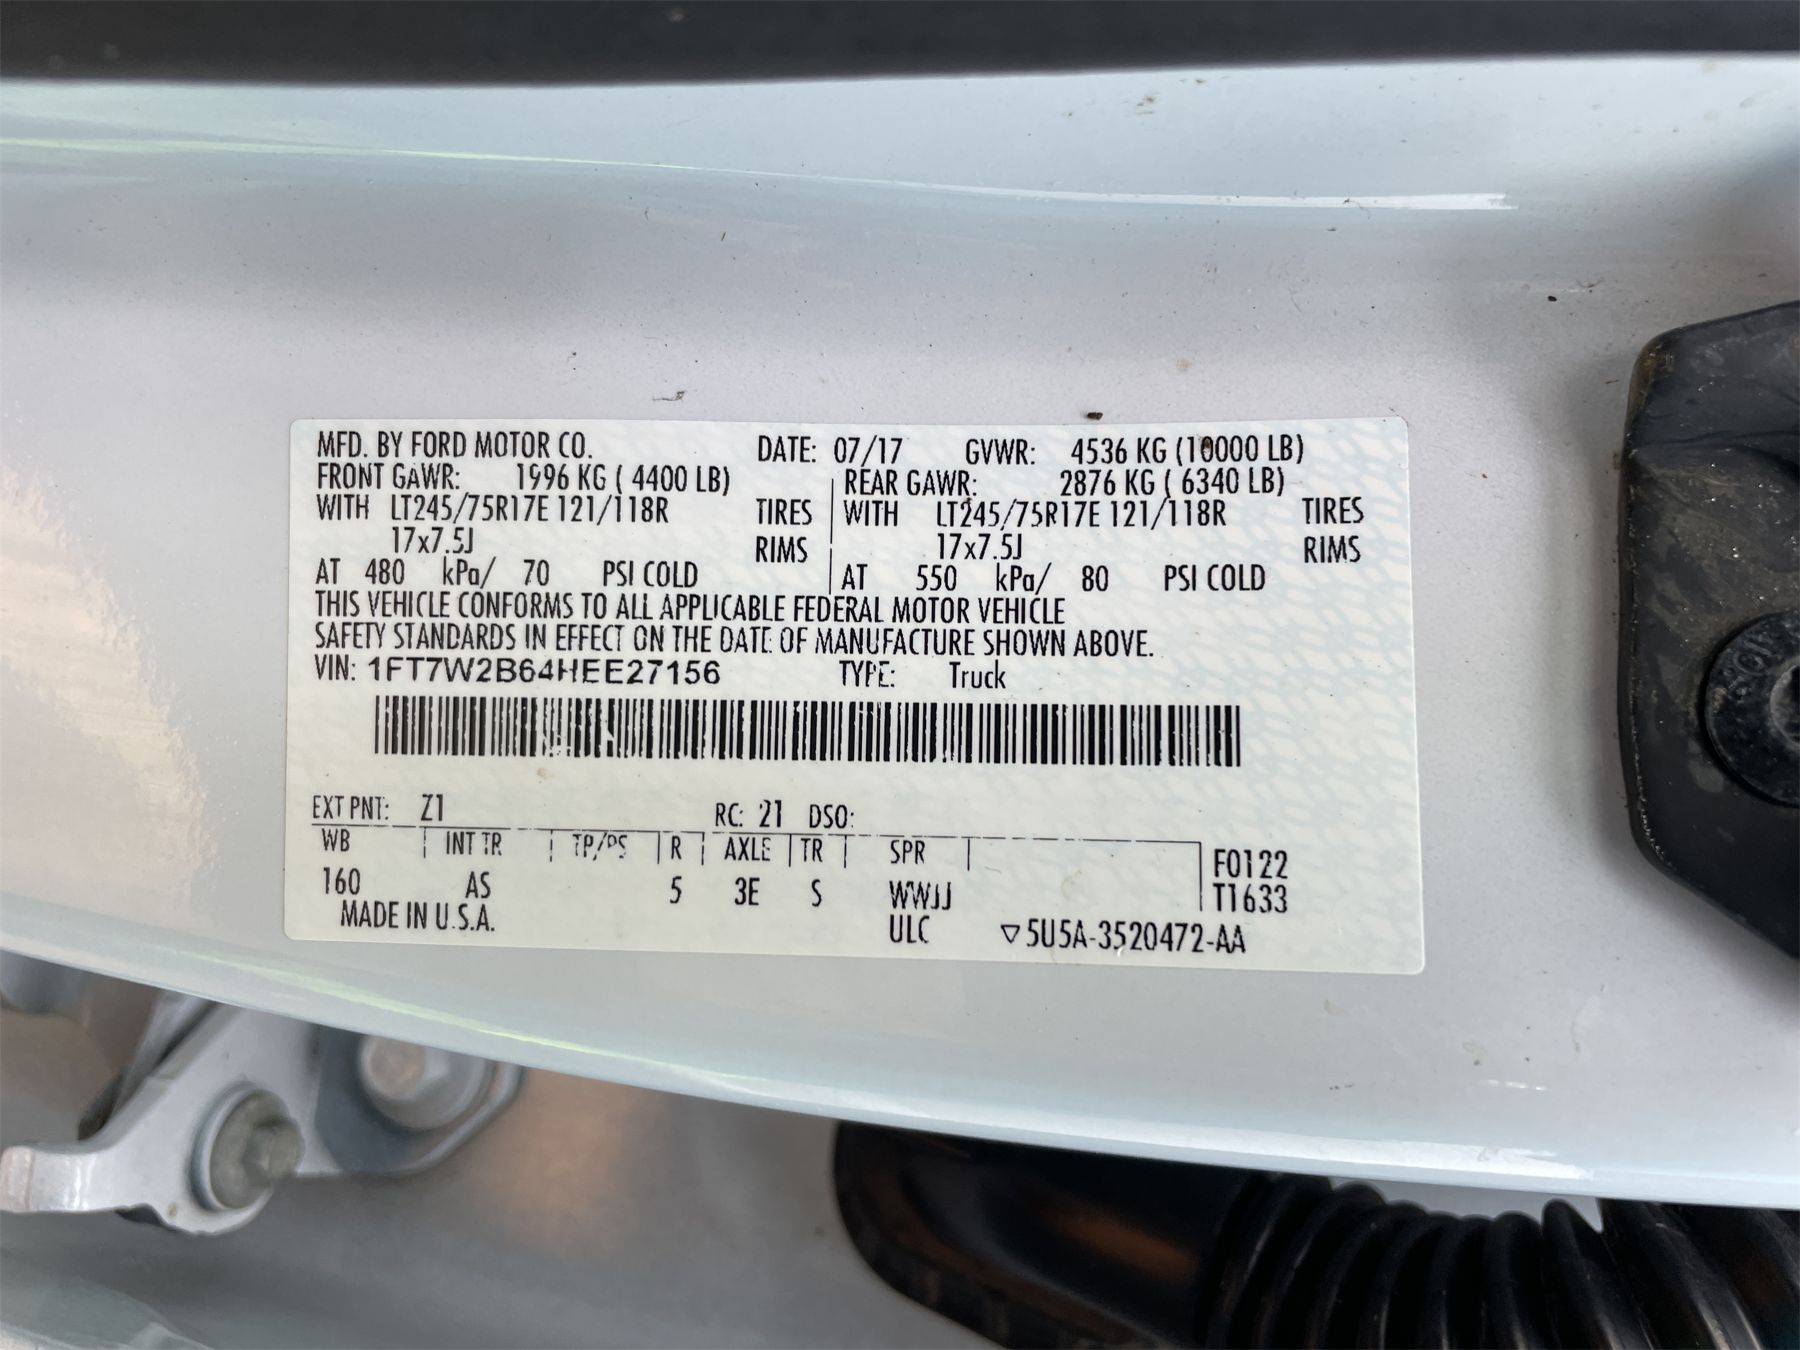 MFD. BY FORD MOTOR CO. DATE: 07/17 GVWR: 4536 KG (10000 LB)
FRONT GAWR: 1996 KG ( 4400 LB) REAR GAWR: 2876 KG ( 6340 LB)
WITH LT245/75R17E 121/118R TIRES WITH LT245/75R17E 121/118R TIRES
17x7.5J RIMS 17x7.5J RIMS
AT 480 kPa/ 70 PSI COLD AT 550 kPa/ 80 PSI COLD
THIS VEHICLE CONFORMS TO ALL APPLICABLE FEDERAL MOTOR VEHICLE
SAFETY STANDARDS IN EFFECT ON THE DATE OF MANUFACTURE SHOWN ABOVE.
VIN: 1FT7W2B64HEE27156 TYPE: Truck
EXT PNT: Z1 RC: 21 DSO:
WB INT TR TP/PS R AXLE TR SPR F0122
160 AS 5 3E S WWJJ T1633
MADE IN U.S.A. ULC ▽5U5A-3520472-AA